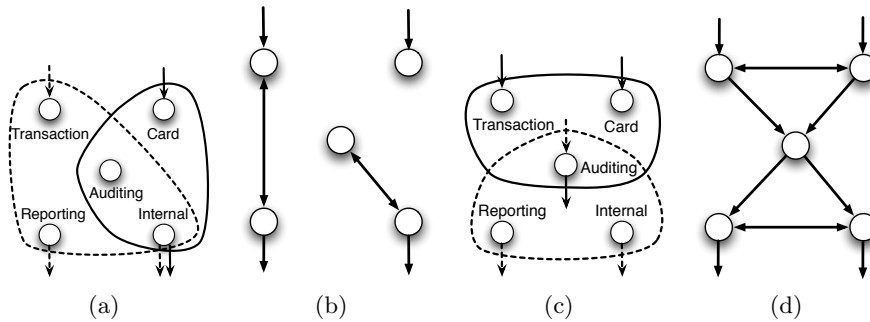 Transaction
Card
Auditing
Reporting
Internal
(a)
(b)
Transaction
Card
Auditing
Reporting
Internal
(c)
(d)